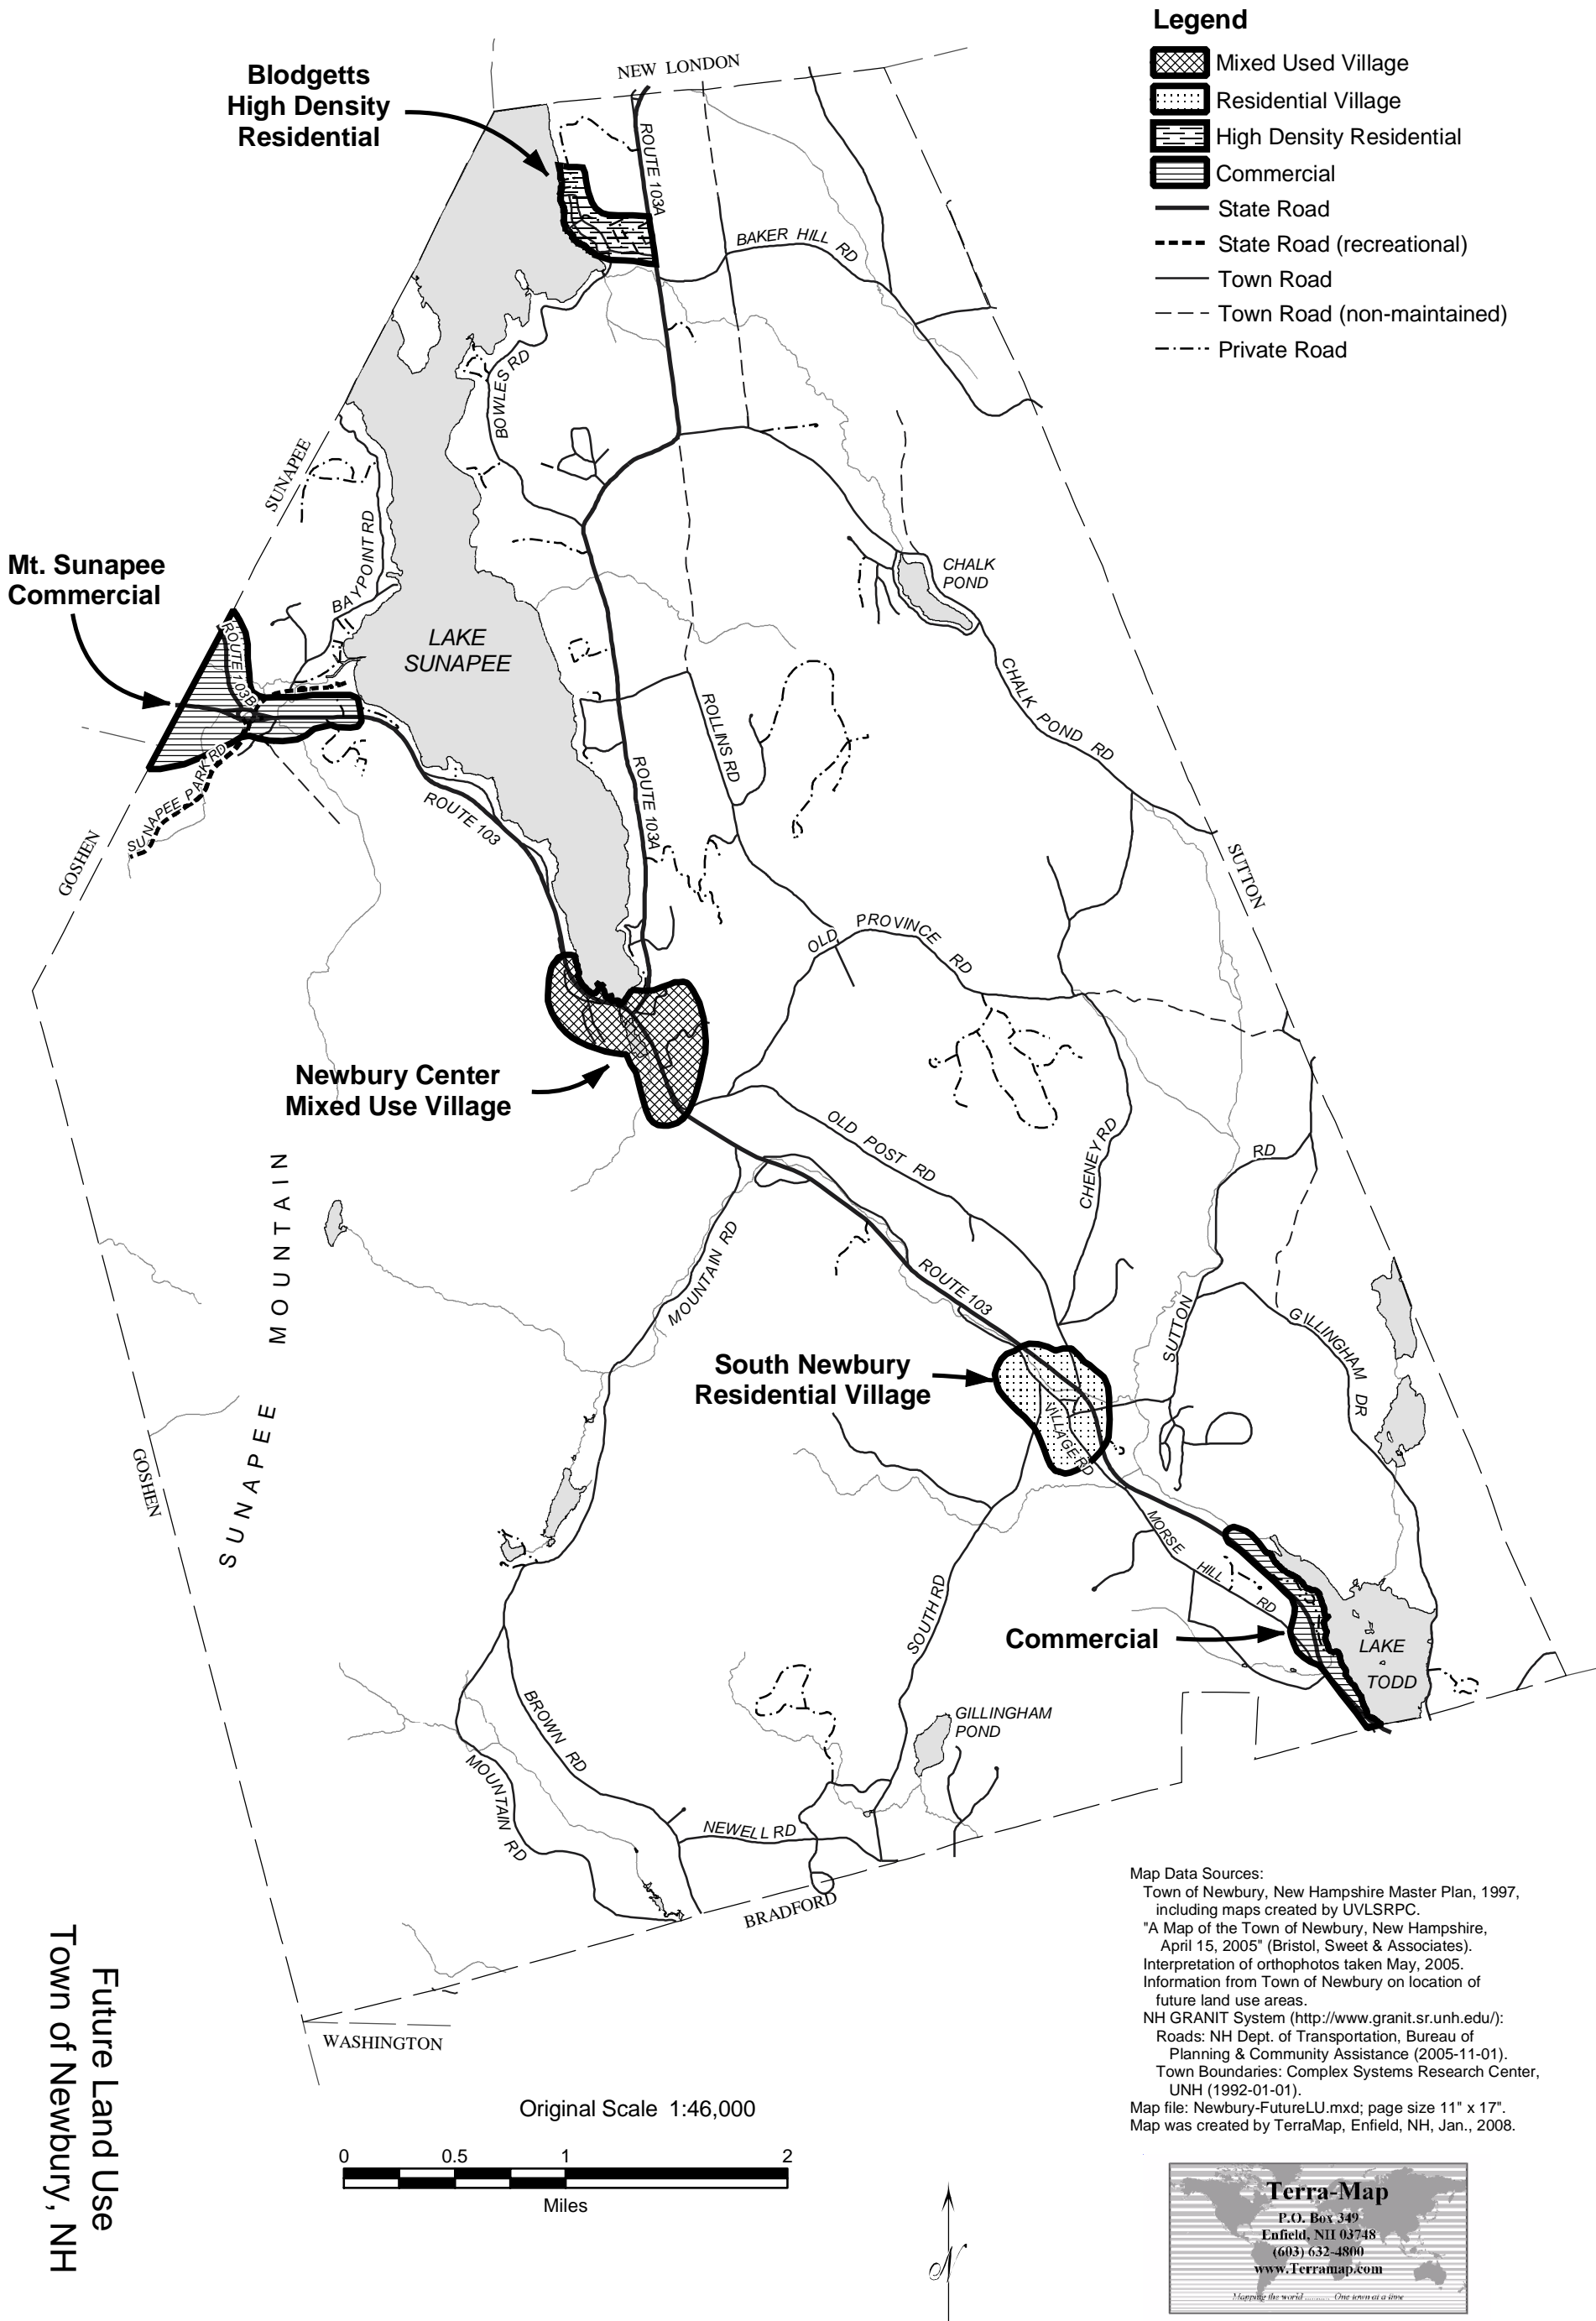 Legend
Mixed Used Village
Residential Village
High Density Residential
Commercial
State Road
State Road (recreational)
Town Road
Town Road (non-maintained)
Private Road
Blodgetts
High Density
Residential
NEW LONDON
ROUTE 103A
BAKER HILL RD
BOWLES RD
SUNAPEE
BAYPOINT RD
Mt. Sunapee
Commercial
ROUTE 103B
LAKE
SUNAPEE
CHALK
POND
CHALK POND RD
ROLLINS RD
ROUTE 103A
SUNAPEE PARK RD
ROUTE 103
GOSHEN
SUTTON
OLD PROVINCE RD
Newbury Center
Mixed Use Village
OLD POST RD
CHENEY RD
RD
SUTTON
MOUNTAIN RD
ROUTE 103
GILLINGHAM DR
SUNAPEE MOUNTAIN
South Newbury
Residential Village
VILLAGE RD
GOSHEN
MORSE HILL RD
SOUTH RD
Commercial
LAKE
TODD
BROWN RD
GILLINGHAM
POND
MOUNTAIN RD
NEWELL RD
BRADFORD
WASHINGTON
Future Land Use
Town of Newbury, NH
Original Scale 1:46,000
0 0.5 1 2
Miles
N
Map Data Sources:
Town of Newbury, New Hampshire Master Plan, 1997,
including maps created by UVLSRPC.
"A Map of the Town of Newbury, New Hampshire,
April 15, 2005" (Bristol, Sweet & Associates).
Interpretation of orthophotos taken May, 2005.
Information from Town of Newbury on location of
future land use areas.
NH GRANIT System (http://www.granit.sr.unh.edu/):
Roads: NH Dept. of Transportation, Bureau of
Planning & Community Assistance (2005-11-01).
Town Boundaries: Complex Systems Research Center,
UNH (1992-01-01).
Map file: Newbury-FutureLU.mxd; page size 11" x 17".
Map was created by TerraMap, Enfield, NH, Jan., 2008.
Terra-Map
P.O. Box 349
Enfield, NH 03748
(603) 632-4800
www.Terramap.com
Mapping the world .......... One town at a time